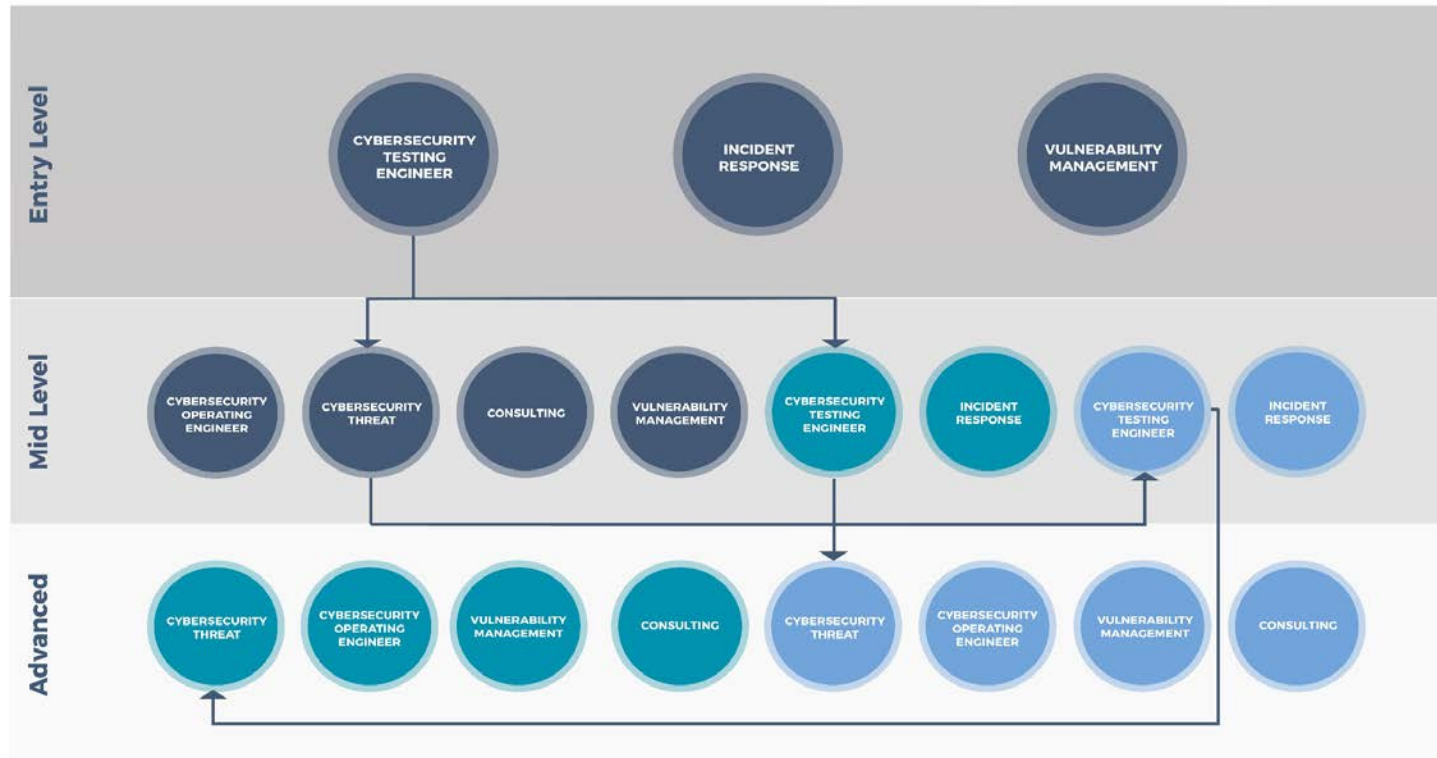 Entry Level
CYBERSECURITY
TESTING
ENGINEER
INCIDENT
RESPONSE
VULNERABILITY
MANAGEMENT
Mid Level
CYBERSECURITY
OPERATING
ENGINEER
CYBERSECURITY
THREAT
CONSULTING
VULNERABILITY
MANAGEMENT
CYBERSECURITY
TESTING
ENGINEER
INCIDENT
RESPONSE
CYBERSECURITY
TESTING
ENGINEER
INCIDENT
RESPONSE
Advanced
CYBERSECURITY
THREAT
CYBERSECURITY
OPERATING
ENGINEER
VULNERABILITY
MANAGEMENT
CONSULTING
CYBERSECURITY
THREAT
CYBERSECURITY
OPERATING
ENGINEER
VULNERABILITY
MANAGEMENT
CONSULTING